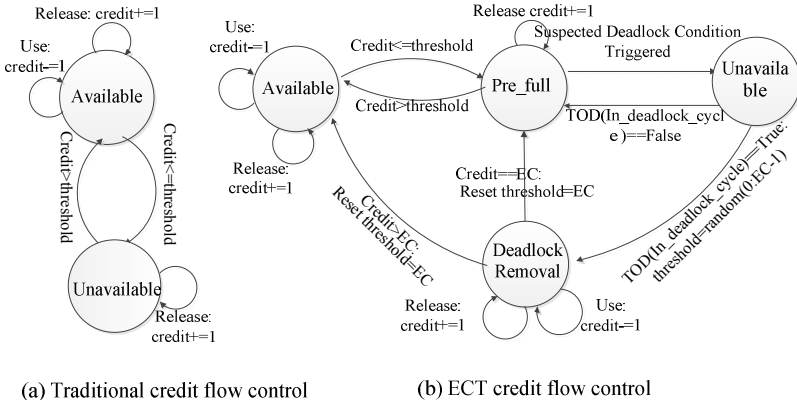 Release: credit+=1
Use:
credit-=1
Available
Credit>threshold
Credit<=threshold
Unavailable
Release:
credit+=1
(a) Traditional credit flow control
Use:
credit-=1
Available
Release:
credit+=1
Credit<=threshold
Credit>threshold
Release credit+=1
Pre_full
Suspected Deadlock Condition
Triggered
Unavaila
ble
TOD(In_deadlock_cycl
e)==False
TOD(In_deadlock_cycle)==True:
threshold=random(0:EC-1)
Credit==EC:
Reset threshold=EC
Credit>EC:
Reset threshold=EC
Deadlock
Removal
Release:
credit+=1
Use:
credit-=1
(b) ECT credit flow control